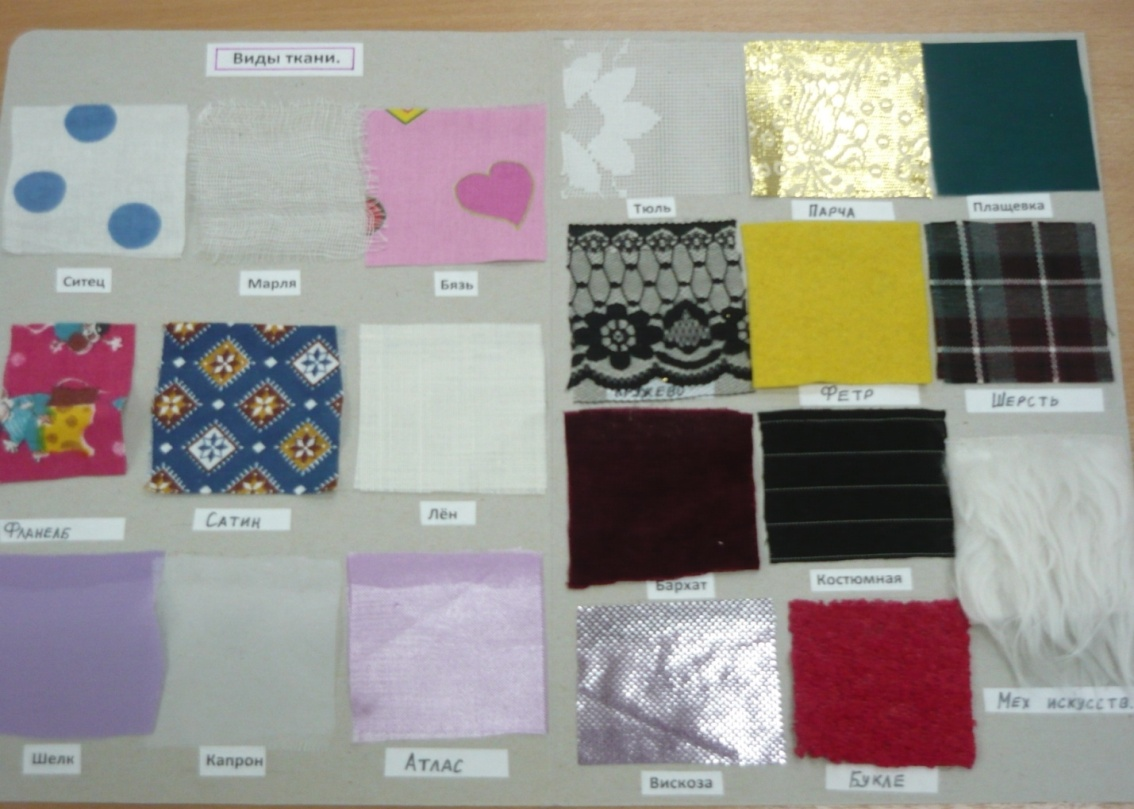 Виды ткани.
Ситец
Марля
Бязь
Фланель
Сатин
Лён
Шелк
Капрон
Атлас
Тюль
Парча
Плащевка
Кружево
Фетр
Шерсть
Бархат
Костюмная
Мех искусств.
Вискоза
Букле